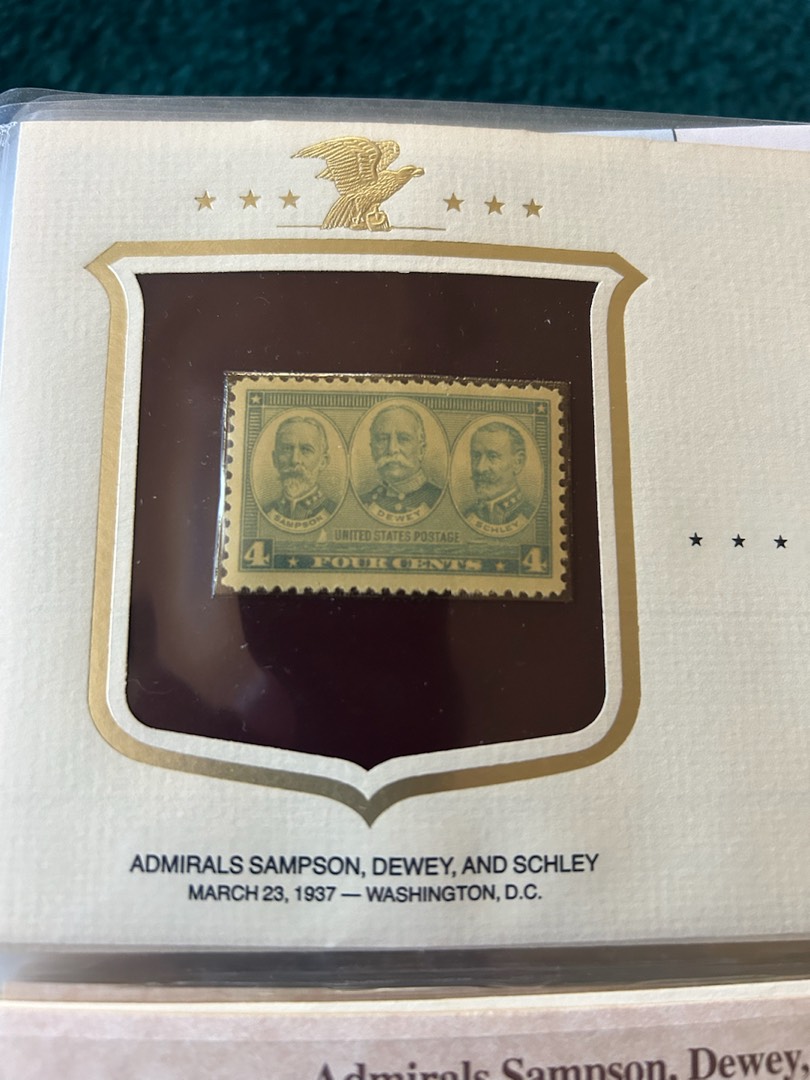 SAMPSON
DEWEY
SCHLEY
UNITED STATES POSTAGE
4 FOUR CENTS 4
ADMIRALS SAMPSON, DEWEY, AND SCHLEY
MARCH 23, 1937 — WASHINGTON, D.C.
Admirals Sampson, Dewey,